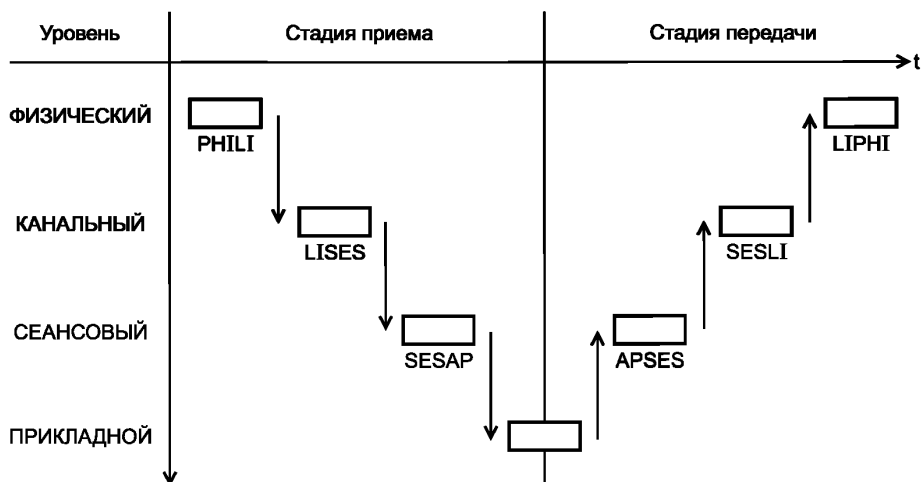 Уровень Стадия приема Стадия передачи
t
ФИЗИЧЕСКИЙ
PHILI LIPHI
КАНАЛЬНЫЙ
LISES SESLI
СЕАНСОВЫЙ
SESAP APSES
ПРИКЛАДНОЙ